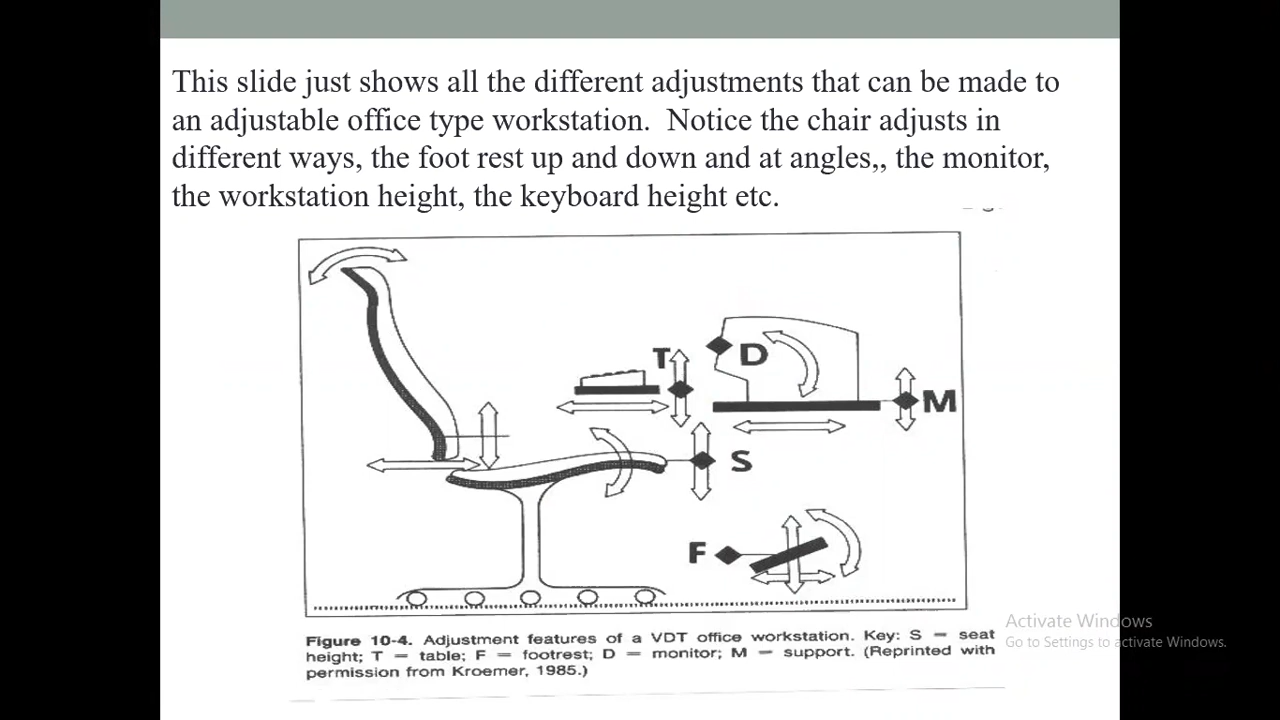 This slide just shows all the different adjustments that can be made to
an adjustable office type workstation. Notice the chair adjusts in
different ways, the foot rest up and down and at angles,, the monitor,
the workstation height, the keyboard height etc.
T
D
M
S
F
Figure 10-4. Adjustment features of a VDT office workstation. Key: S = seat
height; T = table; F = footrest; D = monitor; M = support. (Reprinted with
permission from Kroemer, 1985.)
Activate Windows
Go to Settings to activate Windows.